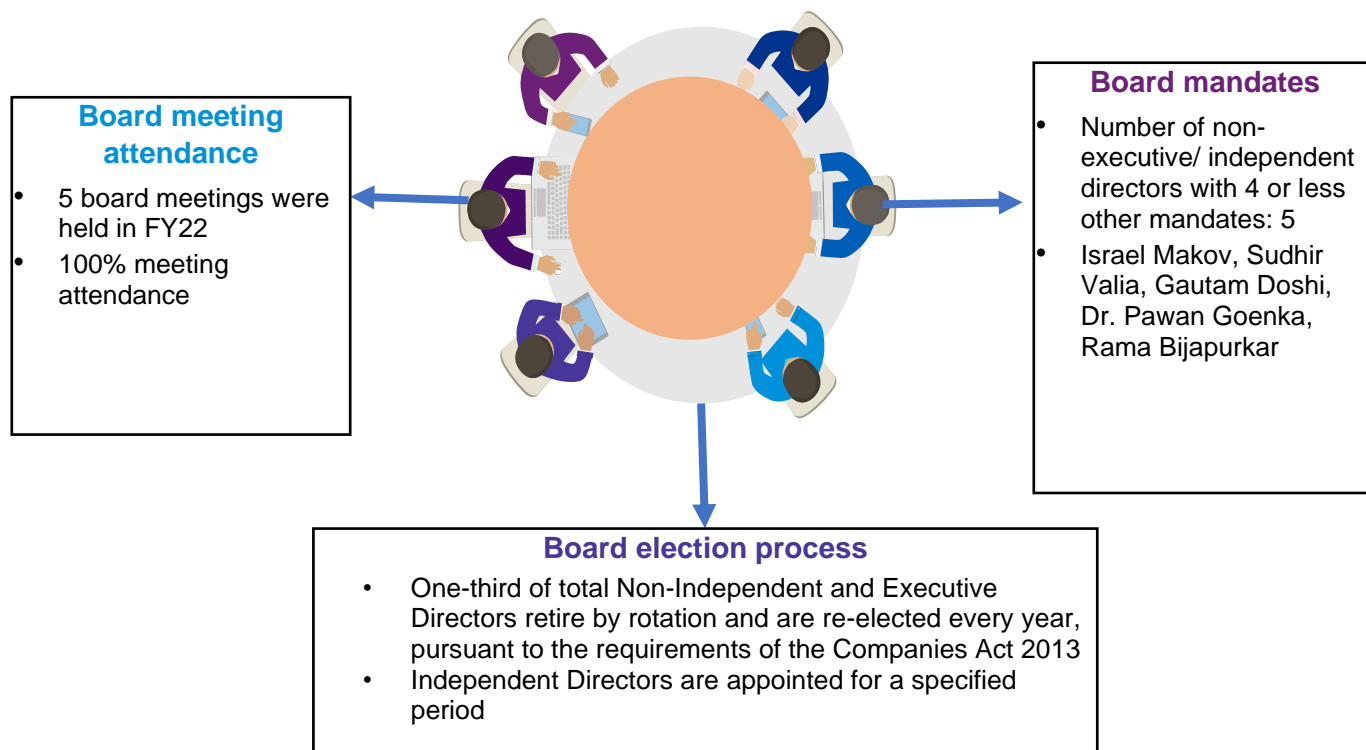 Board meeting
attendance
• 5 board meetings were
held in FY22
• 100% meeting
attendance
Board mandates
• Number of non-
executive/ independent
directors with 4 or less
other mandates: 5
• Israel Makov, Sudhir
Valia, Gautam Doshi,
Dr. Pawan Goenka,
Rama Bijapurkar
Board election process
• One-third of total Non-Independent and Executive
Directors retire by rotation and are re-elected every year,
pursuant to the requirements of the Companies Act 2013
• Independent Directors are appointed for a specified
period